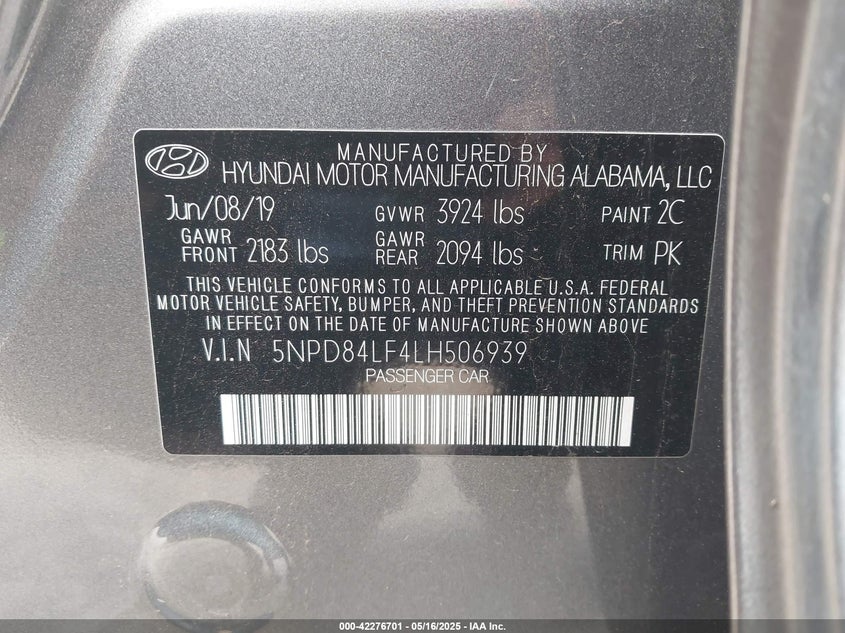 MANUFACTURED BY
HYUNDAI MOTOR MANUFACTURING ALABAMA, LLC
Jun/08/19 GVWR 3924 lbs PAINT 2C
GAWR FRONT 2183 lbs GAWR REAR 2094 lbs TRIM PK
THIS VEHICLE CONFORMS TO ALL APPLICABLE U.S.A. FEDERAL
MOTOR VEHICLE SAFETY, BUMPER, AND THEFT PREVENTION STANDARDS
IN EFFECT ON THE DATE OF MANUFACTURE SHOWN ABOVE
V.I.N 5NPD84LF4LH506939
PASSENGER CAR
000-42276701 — 05/16/2025 — IAA Inc.